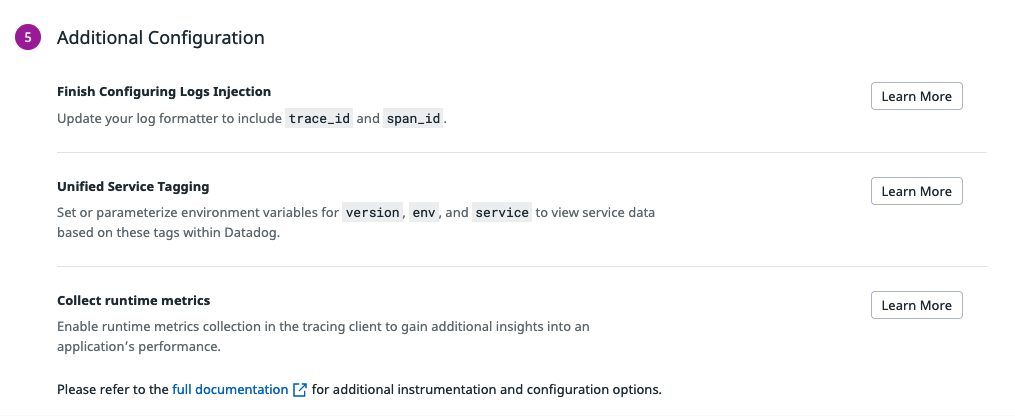 5 Additional Configuration
Finish Configuring Logs Injection
Learn More
Update your log formatter to include trace_id and span_id.
Unified Service Tagging
Learn More
Set or parameterize environment variables for version, env, and service to view service data
based on these tags within Datadog.
Collect runtime metrics
Learn More
Enable runtime metrics collection in the tracing client to gain additional insights into an
application's performance.
Please refer to the full documentation for additional instrumentation and configuration options.